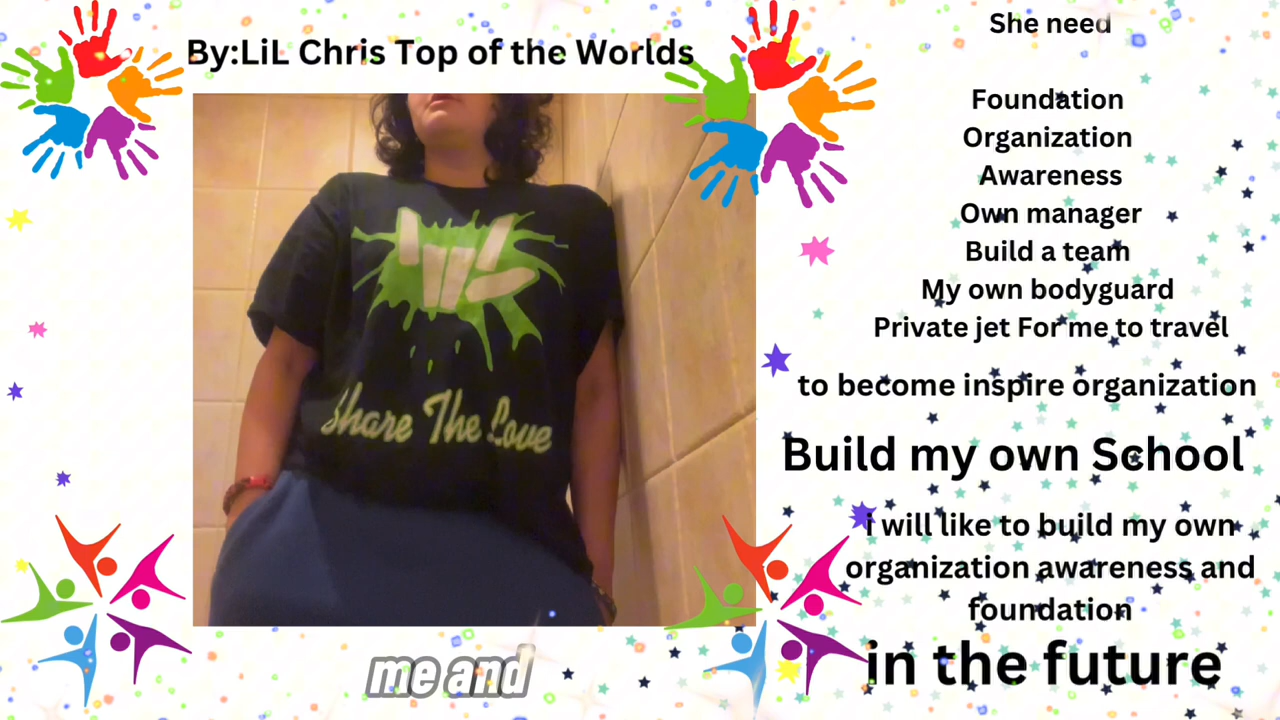 By:LiL Chris Top of the Worlds
Share The Love
me and
She need
Foundation
Organization
Awareness
Own manager
Build a team
My own bodyguard
Private jet For me to travel
to become inspire organization
Build my own School
i will like to build my own
organization awareness and
foundation
in the future